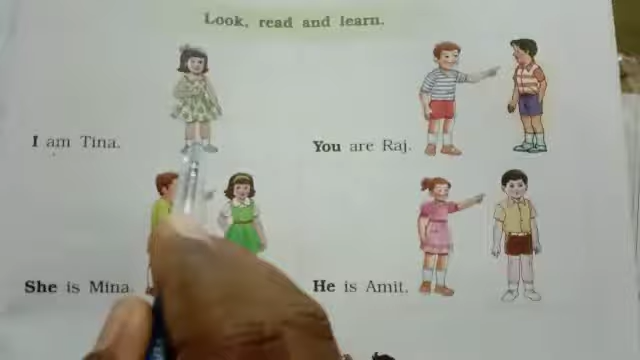 Look, read and learn.
I am Tina.
You are Raj.
She is Mina.
He is Amit.